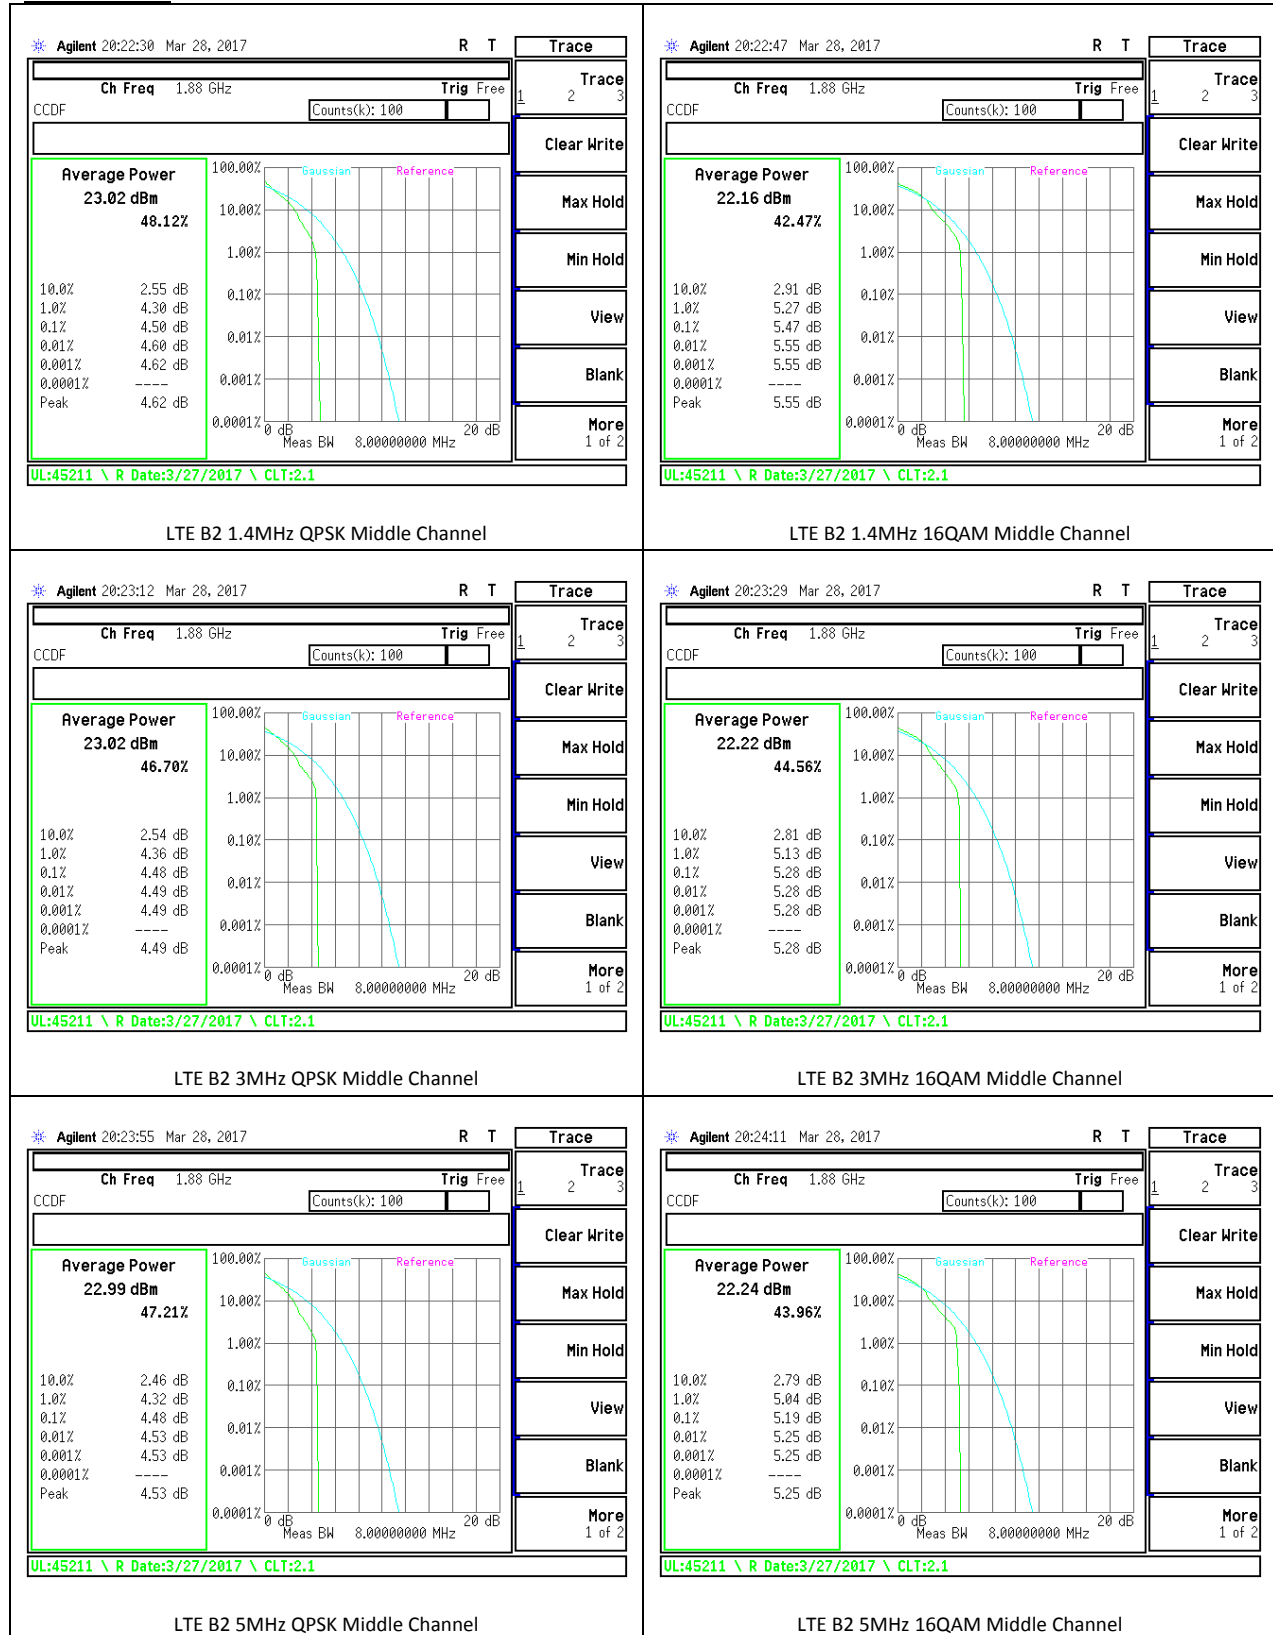 Agilent 20:22:30 Mar 28, 2017 R T Trace
Ch Freq 1.88 GHz Trig Free
CCDF Counts(k): 100
Trace
1 2 3
Clear Write
Max Hold
Min Hold
View
Blank
More
1 of 2
Average Power
23.02 dBm
48.12%
10.0% 2.55 dB
1.0% 4.30 dB
0.1% 4.50 dB
0.01% 4.60 dB
0.001% 4.62 dB
0.0001% ----
Peak 4.62 dB
Gaussian Reference
100.00%
10.00%
1.00%
0.10%
0.01%
0.001%
0.0001%
0 dB 20 dB
Meas BW 8.00000000 MHz
UL:45211 \ R Date:3/27/2017 \ CLT:2.1
LTE B2 1.4MHz QPSK Middle Channel
Agilent 20:22:47 Mar 28, 2017 R T Trace
Ch Freq 1.88 GHz Trig Free
CCDF Counts(k): 100
Trace
1 2 3
Clear Write
Max Hold
Min Hold
View
Blank
More
1 of 2
Average Power
22.16 dBm
42.47%
10.0% 2.91 dB
1.0% 5.27 dB
0.1% 5.47 dB
0.01% 5.55 dB
0.001% 5.55 dB
0.0001% ----
Peak 5.55 dB
Gaussian Reference
100.00%
10.00%
1.00%
0.10%
0.01%
0.001%
0.0001%
0 dB 20 dB
Meas BW 8.00000000 MHz
UL:45211 \ R Date:3/27/2017 \ CLT:2.1
LTE B2 1.4MHz 16QAM Middle Channel
Agilent 20:23:12 Mar 28, 2017 R T Trace
Ch Freq 1.88 GHz Trig Free
CCDF Counts(k): 100
Trace
1 2 3
Clear Write
Max Hold
Min Hold
View
Blank
More
1 of 2
Average Power
23.02 dBm
46.70%
10.0% 2.54 dB
1.0% 4.36 dB
0.1% 4.48 dB
0.01% 4.49 dB
0.001% 4.49 dB
0.0001% ----
Peak 4.49 dB
Gaussian Reference
100.00%
10.00%
1.00%
0.10%
0.01%
0.001%
0.0001%
0 dB 20 dB
Meas BW 8.00000000 MHz
UL:45211 \ R Date:3/27/2017 \ CLT:2.1
LTE B2 3MHz QPSK Middle Channel
Agilent 20:23:29 Mar 28, 2017 R T Trace
Ch Freq 1.88 GHz Trig Free
CCDF Counts(k): 100
Trace
1 2 3
Clear Write
Max Hold
Min Hold
View
Blank
More
1 of 2
Average Power
22.22 dBm
44.56%
10.0% 2.81 dB
1.0% 5.13 dB
0.1% 5.28 dB
0.01% 5.28 dB
0.001% 5.28 dB
0.0001% ----
Peak 5.28 dB
Gaussian Reference
100.00%
10.00%
1.00%
0.10%
0.01%
0.001%
0.0001%
0 dB 20 dB
Meas BW 8.00000000 MHz
UL:45211 \ R Date:3/27/2017 \ CLT:2.1
LTE B2 3MHz 16QAM Middle Channel
Agilent 20:23:55 Mar 28, 2017 R T Trace
Ch Freq 1.88 GHz Trig Free
CCDF Counts(k): 100
Trace
1 2 3
Clear Write
Max Hold
Min Hold
View
Blank
More
1 of 2
Average Power
22.99 dBm
47.21%
10.0% 2.46 dB
1.0% 4.32 dB
0.1% 4.48 dB
0.01% 4.53 dB
0.001% 4.53 dB
0.0001% ----
Peak 4.53 dB
Gaussian Reference
100.00%
10.00%
1.00%
0.10%
0.01%
0.001%
0.0001%
0 dB 20 dB
Meas BW 8.00000000 MHz
UL:45211 \ R Date:3/27/2017 \ CLT:2.1
LTE B2 5MHz QPSK Middle Channel
Agilent 20:24:11 Mar 28, 2017 R T Trace
Ch Freq 1.88 GHz Trig Free
CCDF Counts(k): 100
Trace
1 2 3
Clear Write
Max Hold
Min Hold
View
Blank
More
1 of 2
Average Power
22.24 dBm
43.96%
10.0% 2.79 dB
1.0% 5.04 dB
0.1% 5.19 dB
0.01% 5.25 dB
0.001% 5.25 dB
0.0001% ----
Peak 5.25 dB
Gaussian Reference
100.00%
10.00%
1.00%
0.10%
0.01%
0.001%
0.0001%
0 dB 20 dB
Meas BW 8.00000000 MHz
UL:45211 \ R Date:3/27/2017 \ CLT:2.1
LTE B2 5MHz 16QAM Middle Channel